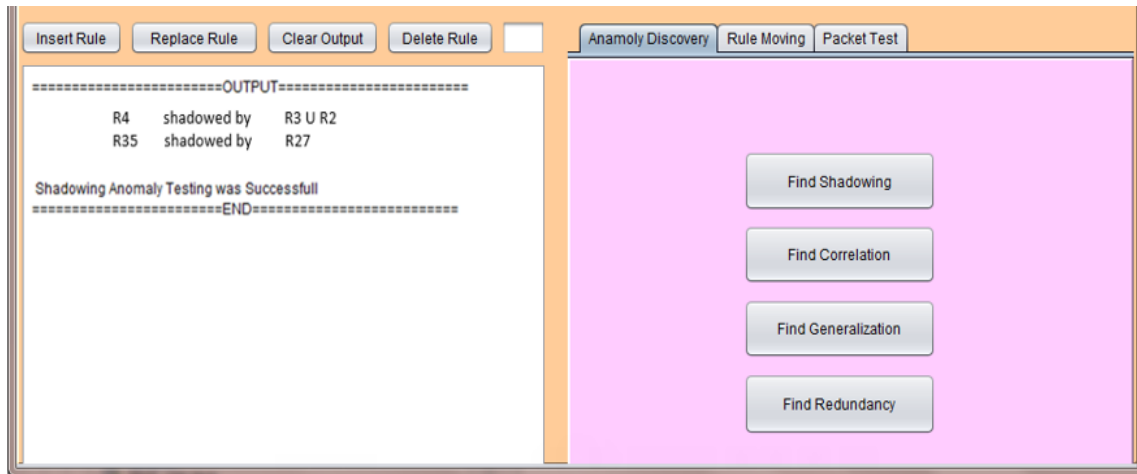 Insert Rule Replace Rule Clear Output Delete Rule
========================OUTPUT========================
R4 shadowed by R3 U R2
R35 shadowed by R27
Shadowing Anomaly Testing was Successfull
========================END==========================
Anamoly Discovery Rule Moving Packet Test
Find Shadowing
Find Correlation
Find Generalization
Find Redundancy